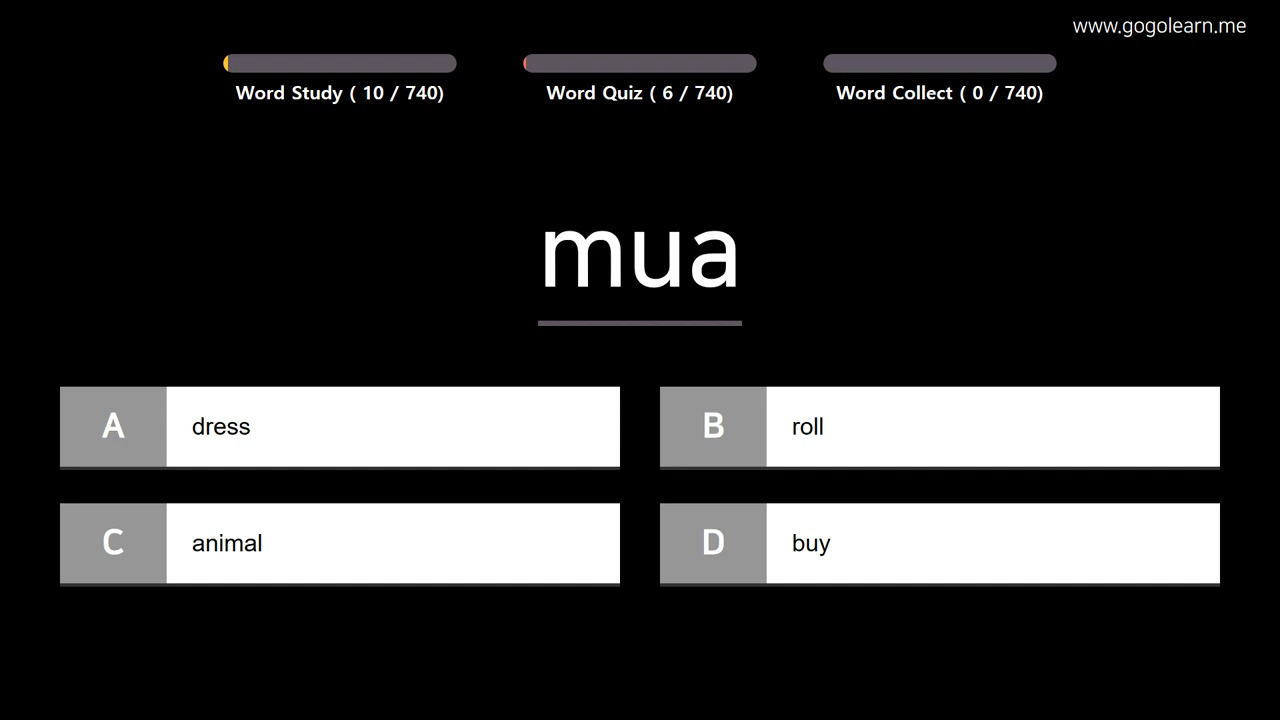 www.gogolearn.me
Word Study ( 10 / 740)
Word Quiz ( 6 / 740)
Word Collect ( 0 / 740)
mua
A
dress
B
roll
C
animal
D
buy